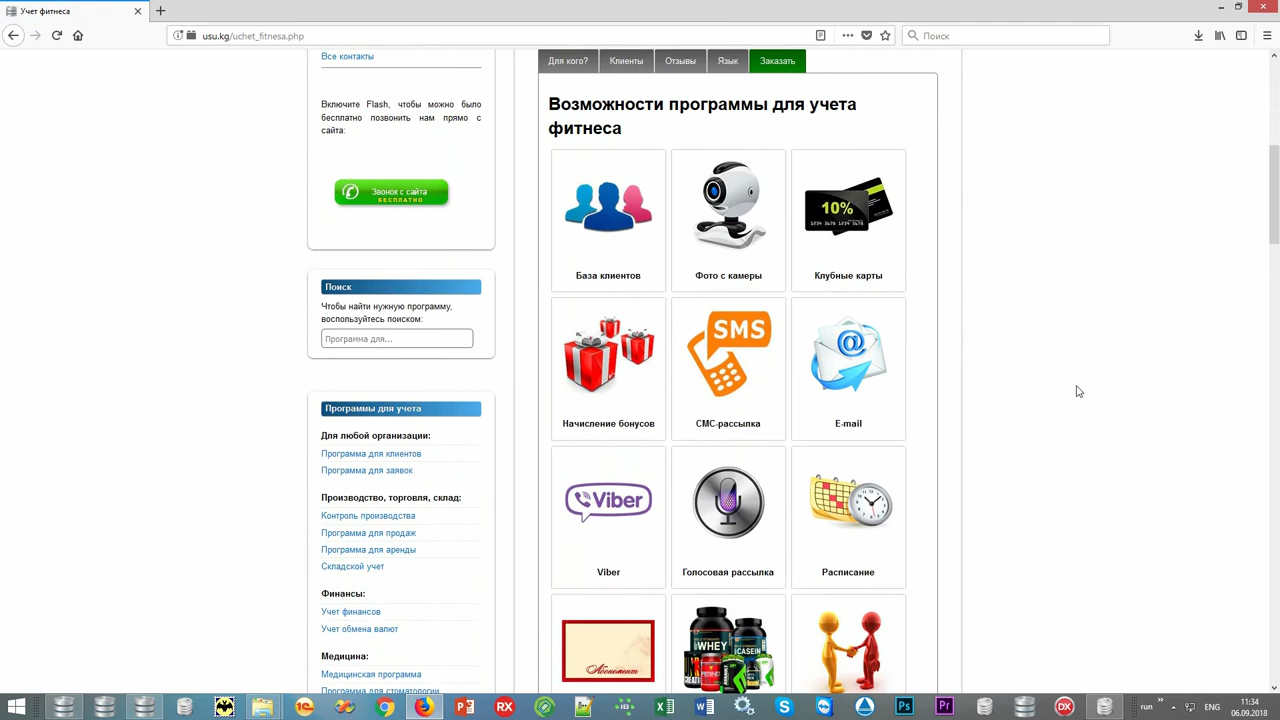 Учет фитнеса
usu.kg/uchet_fitnesa.php
Поиск
Все контакты
Включите Flash, чтобы можно было
бесплатно позвонить нам прямо с
сайта:
Звонок с сайта
БЕСПЛАТНО
Поиск
Чтобы найти нужную программу,
воспользуйтесь поиском:
Программа для...
Программы для учета
Для любой организации:
Программа для клиентов
Программа для заявок
Производство, торговля, склад:
Контроль производства
Программа для продаж
Программа для аренды
Складской учет
Финансы:
Учет финансов
Учет обмена валют
Медицина:
Медицинская программа
Программа для стоматологии
Для кого?
Клиенты
Отзывы
Язык
Заказать
Возможности программы для учета
фитнеса
10%
База клиентов
Фото с камеры
Клубные карты
SMS
@
Начисление бонусов
СМС-рассылка
E-mail
Viber
Viber
Голосовая рассылка
Расписание
Абонемент
WHEY
CASEIN
run
ENG
11:34
06.09.2018